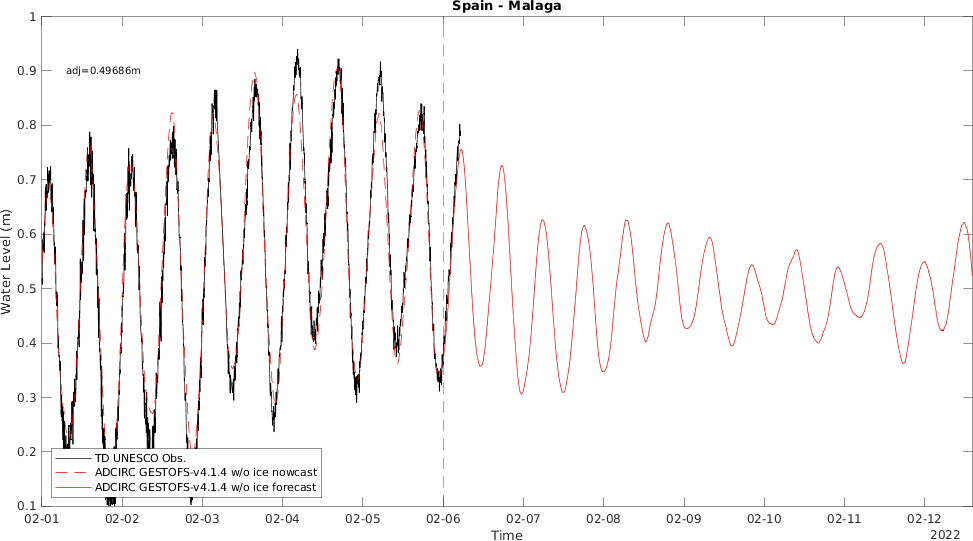 Spain - Malaga
1
0.9
0.8
0.7
0.6
0.5
0.4
0.3
0.2
0.1
Water Level (m)
adj=0.49686m
TD UNESCO Obs.
ADCIRC GESTOFS-v4.1.4 w/o ice nowcast
ADCIRC GESTOFS-v4.1.4 w/o ice forecast
02-01 02-02 02-03 02-04 02-05 02-06 02-07 02-08 02-09 02-10 02-11 02-12
Time
2022